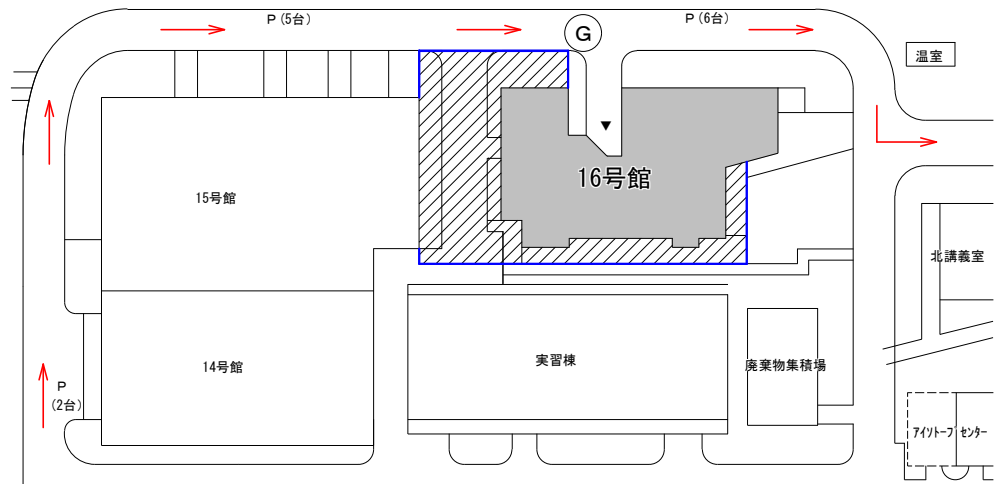 P (5台)
P (6台)
G
温室
16号館
15号館
北講義室
実習棟
14号館
廃棄物集積場
P
(2台)
アイソトープ センター